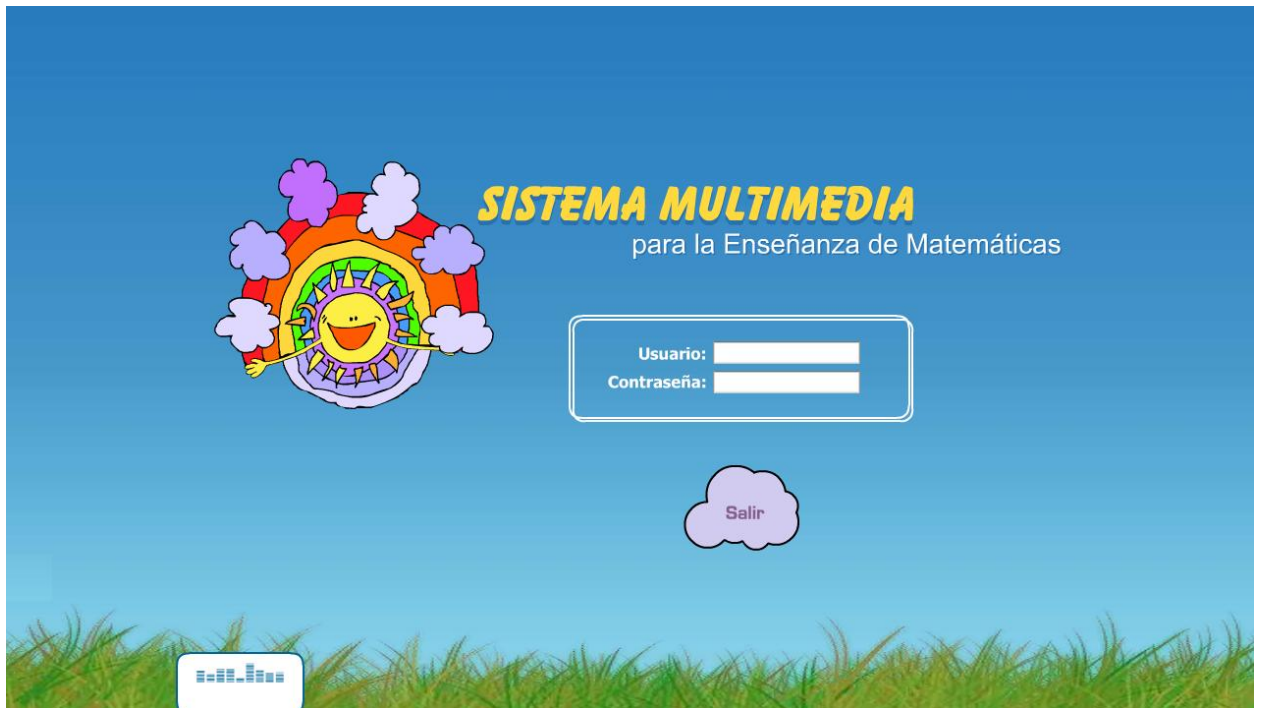 SISTEMA MULTIMEDIA
para la Enseñanza de Matemáticas
Usuario:
Contraseña:
Salir